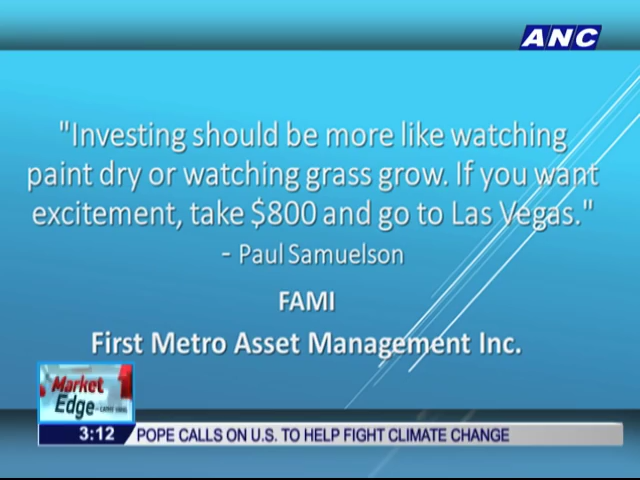 ANC
"Investing should be more like watching
paint dry or watching grass grow. If you want
excitement, take $800 and go to Las Vegas."
- Paul Samuelson
FAMI
First Metro Asset Management Inc.
Market
Edge
3:12 POPE CALLS ON U.S. TO HELP FIGHT CLIMATE CHANGE